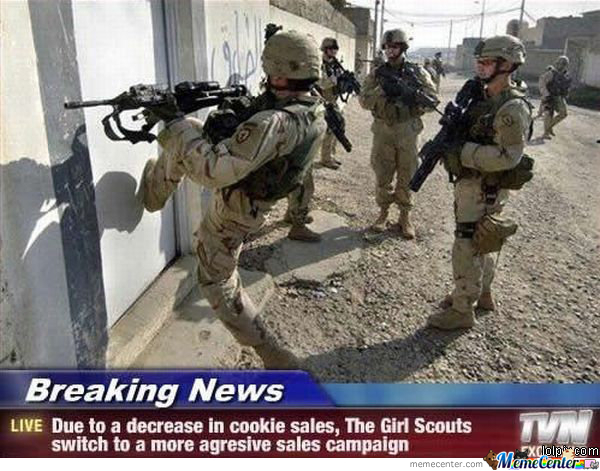 Breaking News
LIVE Due to a decrease in cookie sales, The Girl Scouts
switch to a more agresive sales campaign
TVN
memecenter.com
MemeCenter